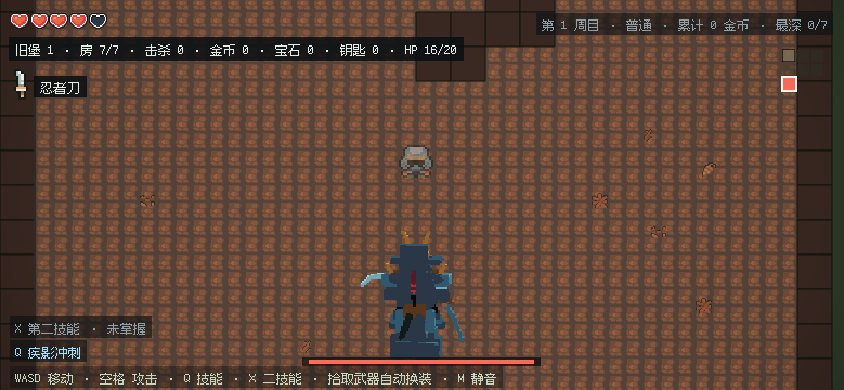 第 1 周目 · 普通 · 累计 0 金币 · 最深 0/7
旧堡 1 · 房 7/7 · 击杀 0 · 金币 0 · 宝石 0 · 钥匙 0 · HP 16/20
忍者刀
X 第二技能 · 未掌握
Q 疾影冲刺
WASD 移动 · 空格 攻击 · Q 技能 · X 二技能 · 拾取武器自动换装 · M 静音